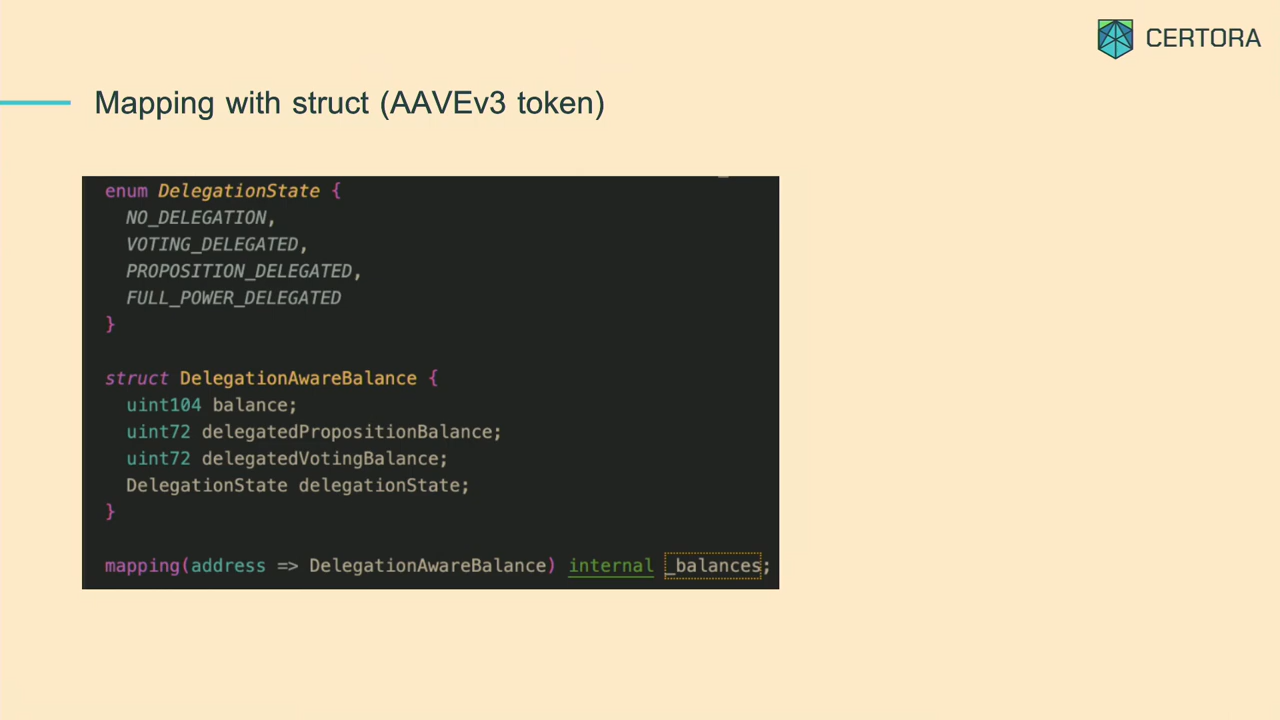 CERTORA
Mapping with struct (AAVEv3 token)
enum DelegationState {
NO_DELEGATION,
VOTING_DELEGATED,
PROPOSITION_DELEGATED,
FULL_POWER_DELEGATED
}
struct DelegationAwareBalance {
uint104 balance;
uint72 delegatedPropositionBalance;
uint72 delegatedVotingBalance;
DelegationState delegationState;
}
mapping(address => DelegationAwareBalance) internal _balances;